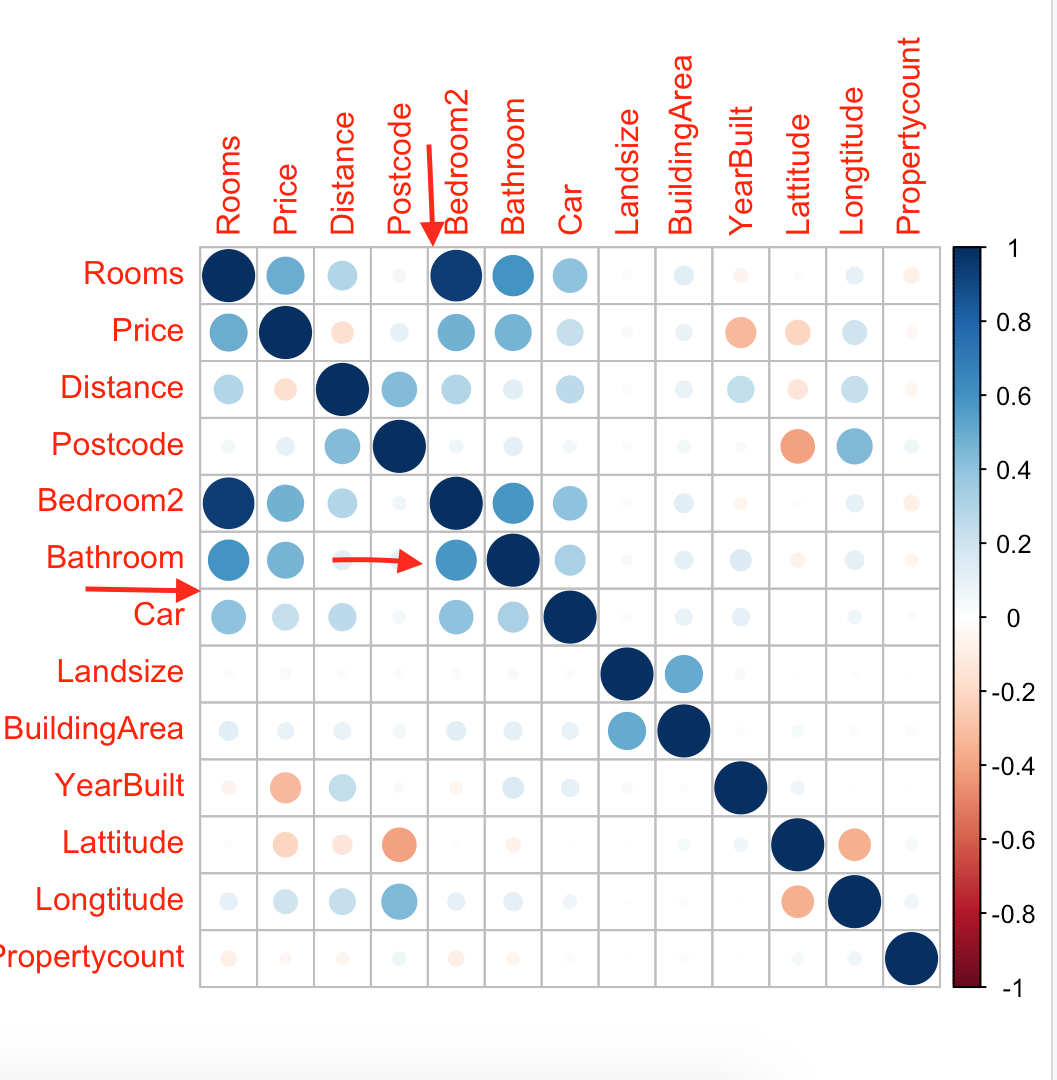 Rooms
Price
Distance
Postcode
Bedroom2
Bathroom
Car
Landsize
BuildingArea
YearBuilt
Lattitude
Longtitude
Propertycount
Rooms
Price
Distance
Postcode
Bedroom2
Bathroom
Car
Landsize
BuildingArea
YearBuilt
Lattitude
Longtitude
Propertycount
1
0.8
0.6
0.4
0.2
0
-0.2
-0.4
-0.6
-0.8
-1